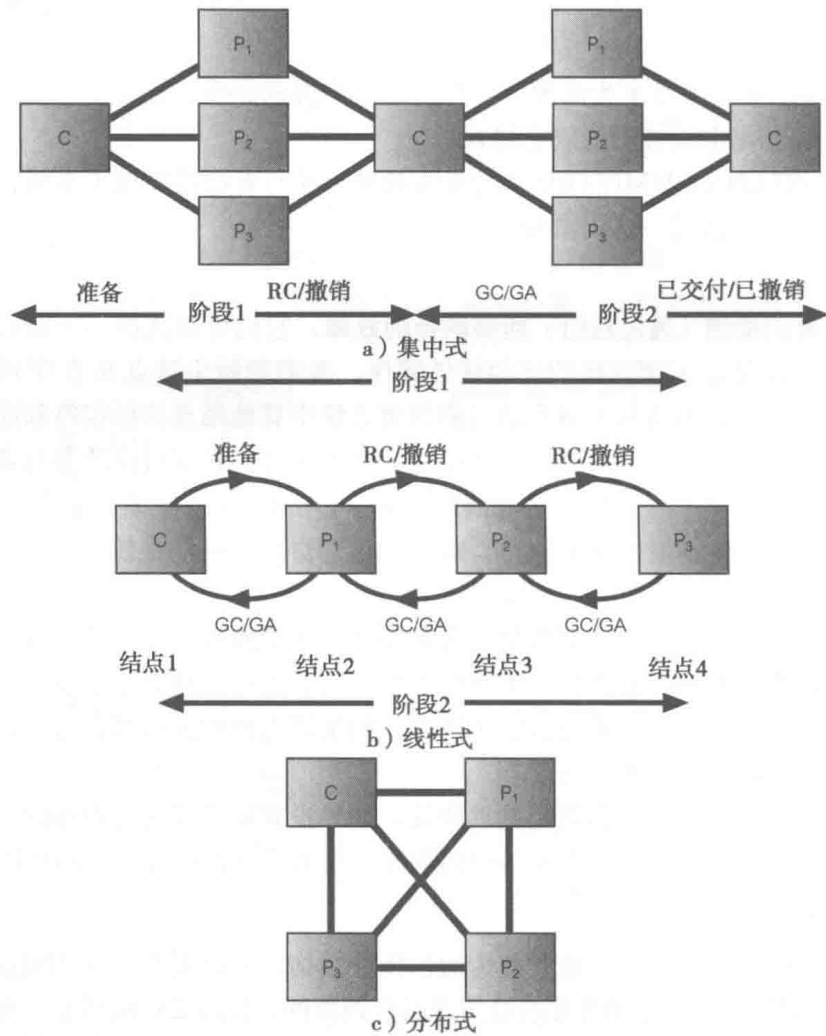 P₁ P₁
C P₂ C P₂ C
P₃ P₃
准备 RC/撤销 GC/GA 已交付/已撤销
阶段1 阶段2
a）集中式
阶段1
准备 RC/撤销 RC/撤销
C P₁ P₂ P₃
GC/GA GC/GA GC/GA
结点1 结点2 结点3 结点4
阶段2
b）线性式
C P₁
P₃ P₂
c）分布式